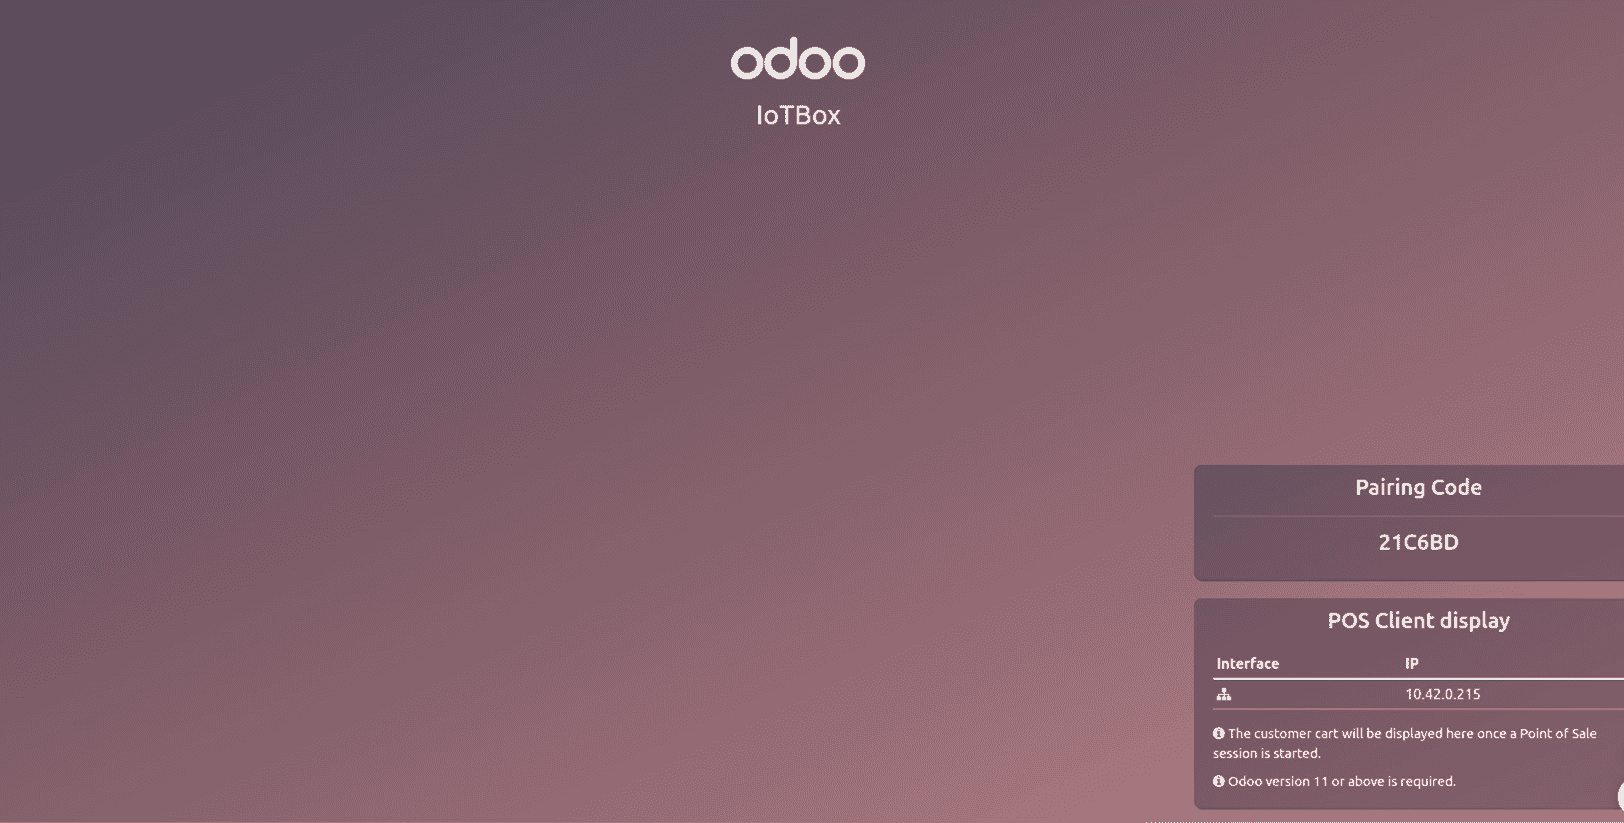 odoo
IoTBox
Pairing Code
21C6BD
POS Client display
Interface IP
10.42.0.215
The customer cart will be displayed here once a Point of Sale
session is started.
Odoo version 11 or above is required.